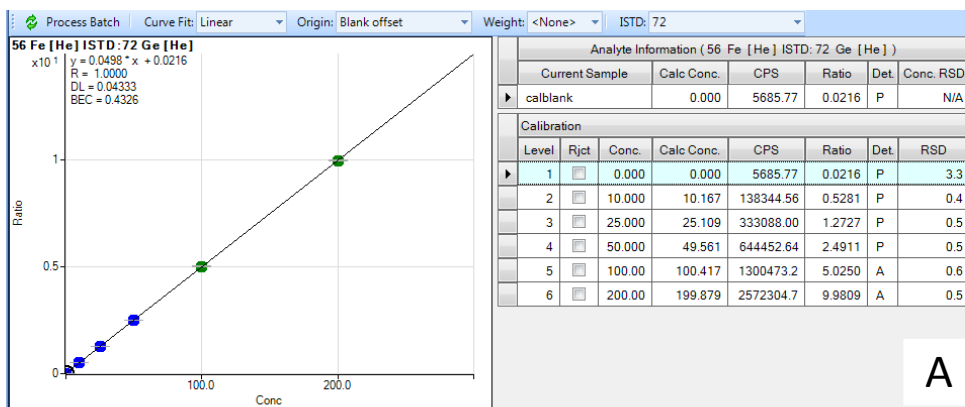 Process Batch Curve Fit: Linear Origin: Blank offset Weight: <None> ISTD: 72
56 Fe [He] ISTD:72 Ge [He]
x10^1
y = 0.0498 * x + 0.0216
R = 1.0000
DL = 0.04333
BEC = 0.4326
1
Ratio
0.5
0
100.0 200.0
Conc
Analyte Information ( 56 Fe [He] ISTD: 72 Ge [He] )
Current Sample Calc Conc. CPS Ratio Det. Conc. RSD
calblank 0.000 5685.77 0.0216 P N/A
Calibration
Level Rjct Conc. Calc Conc. CPS Ratio Det. RSD
1 0.000 0.000 5685.77 0.0216 P 3.3
2 10.000 10.167 138344.56 0.5281 P 0.4
3 25.000 25.109 333088.00 1.2727 P 0.5
4 50.000 49.561 644452.64 2.4911 P 0.5
5 100.00 100.417 1300473.2 5.0250 A 0.6
6 200.00 199.879 2572304.7 9.9809 A 0.5
A